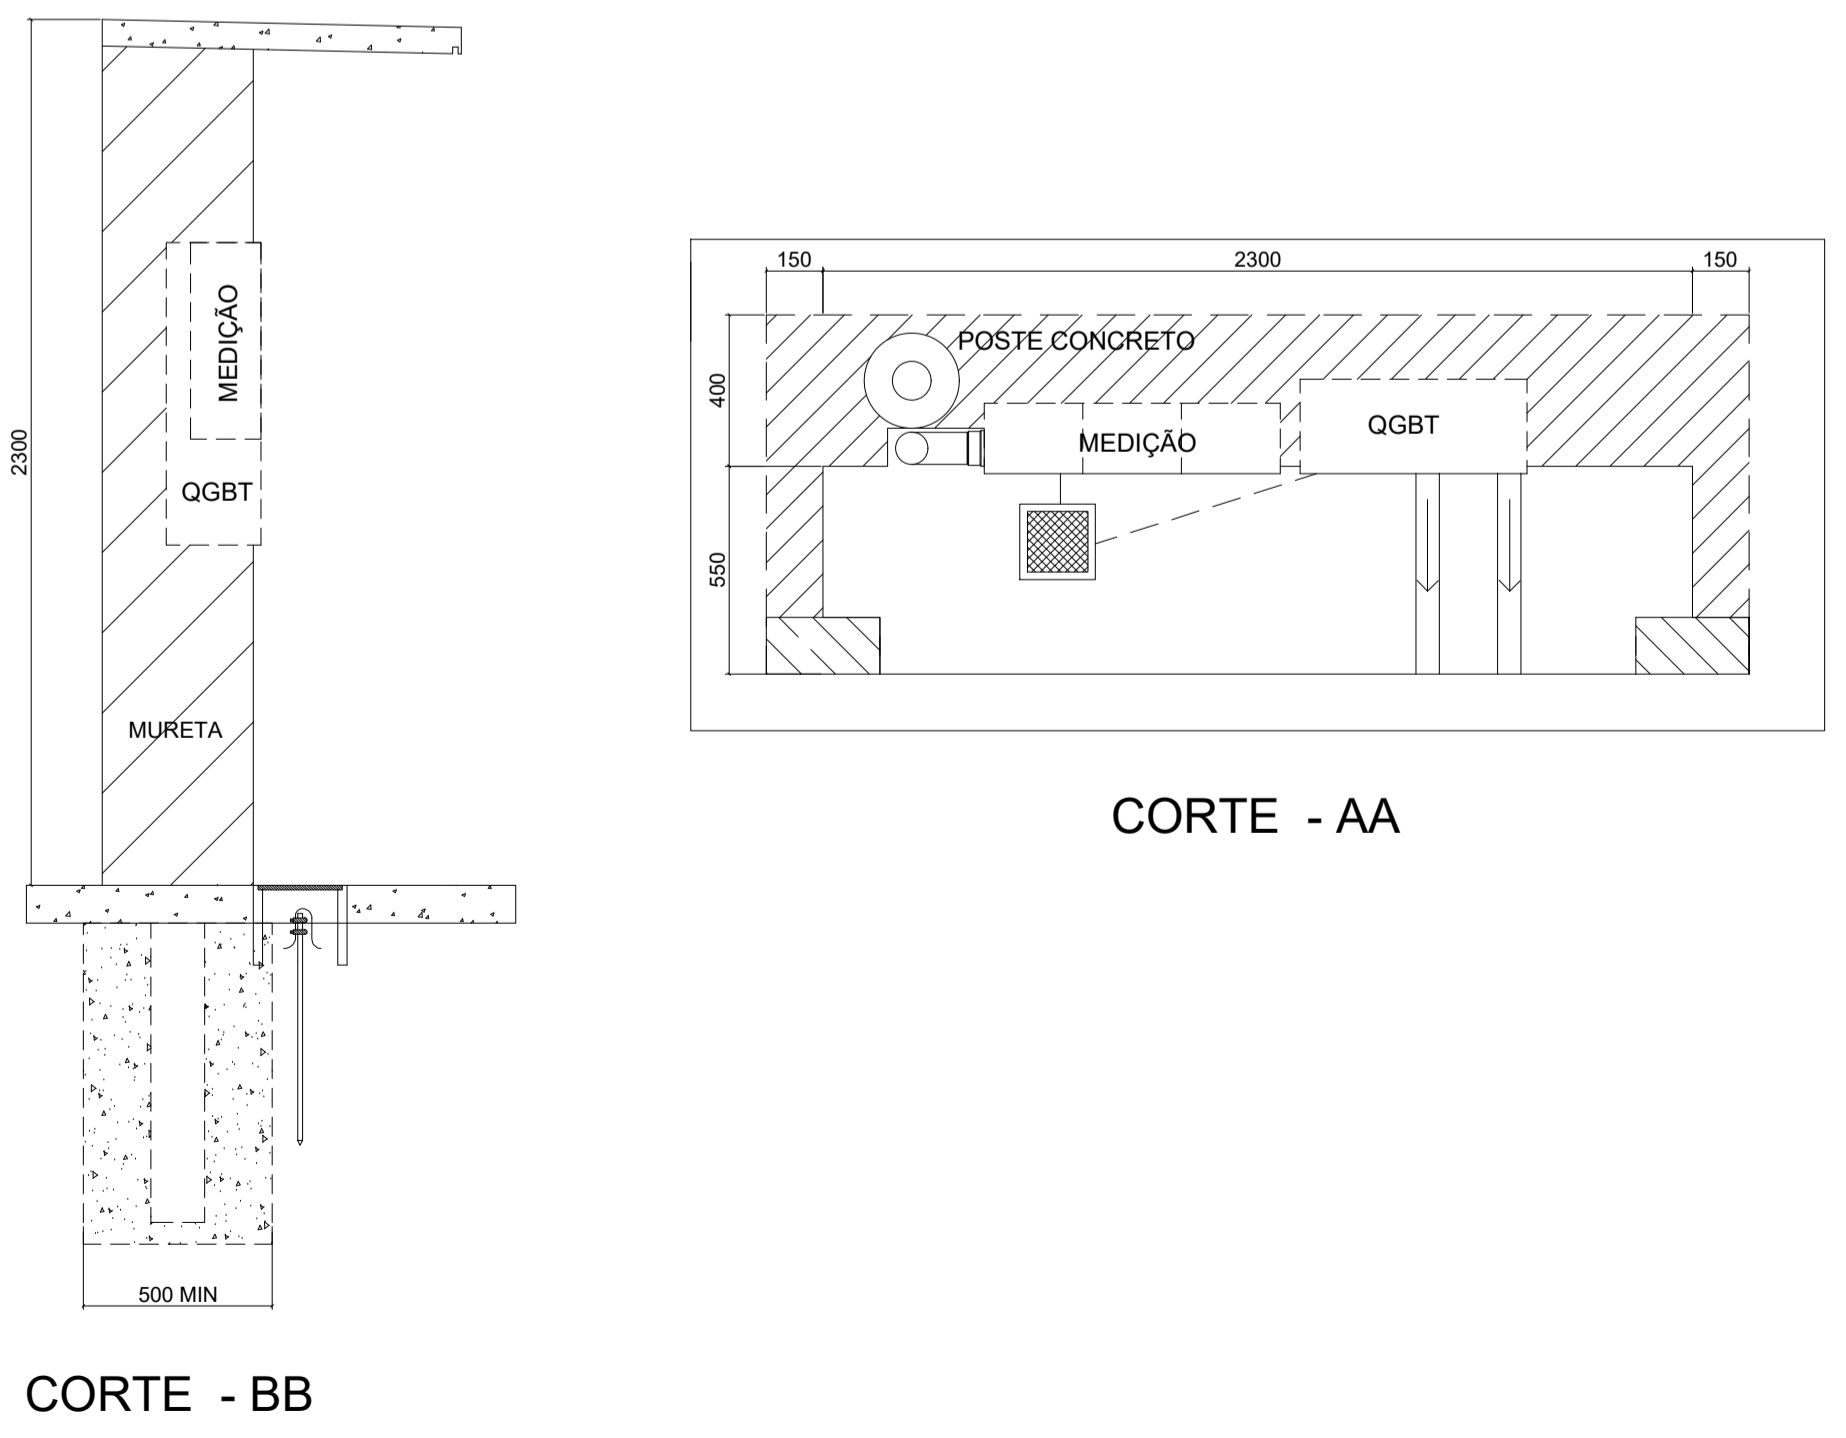 2300
MEDIÇÃO
QGBT
MURETA
500 MIN
CORTE - BB
150
2300
150
400
550
POSTE CONCRETO
MEDIÇÃO
QGBT
CORTE - AA